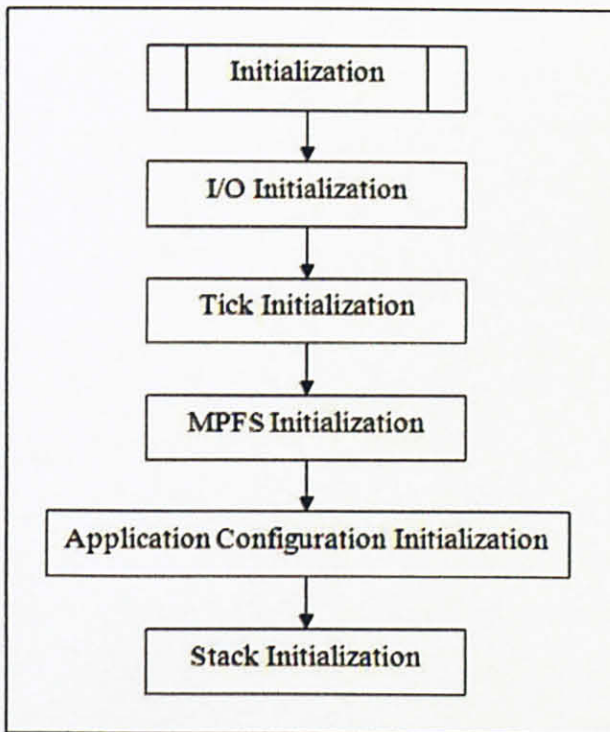 Initialization
I/O Initialization
Tick Initialization
MPFS Initialization
Application Configuration Initialization
Stack Initialization